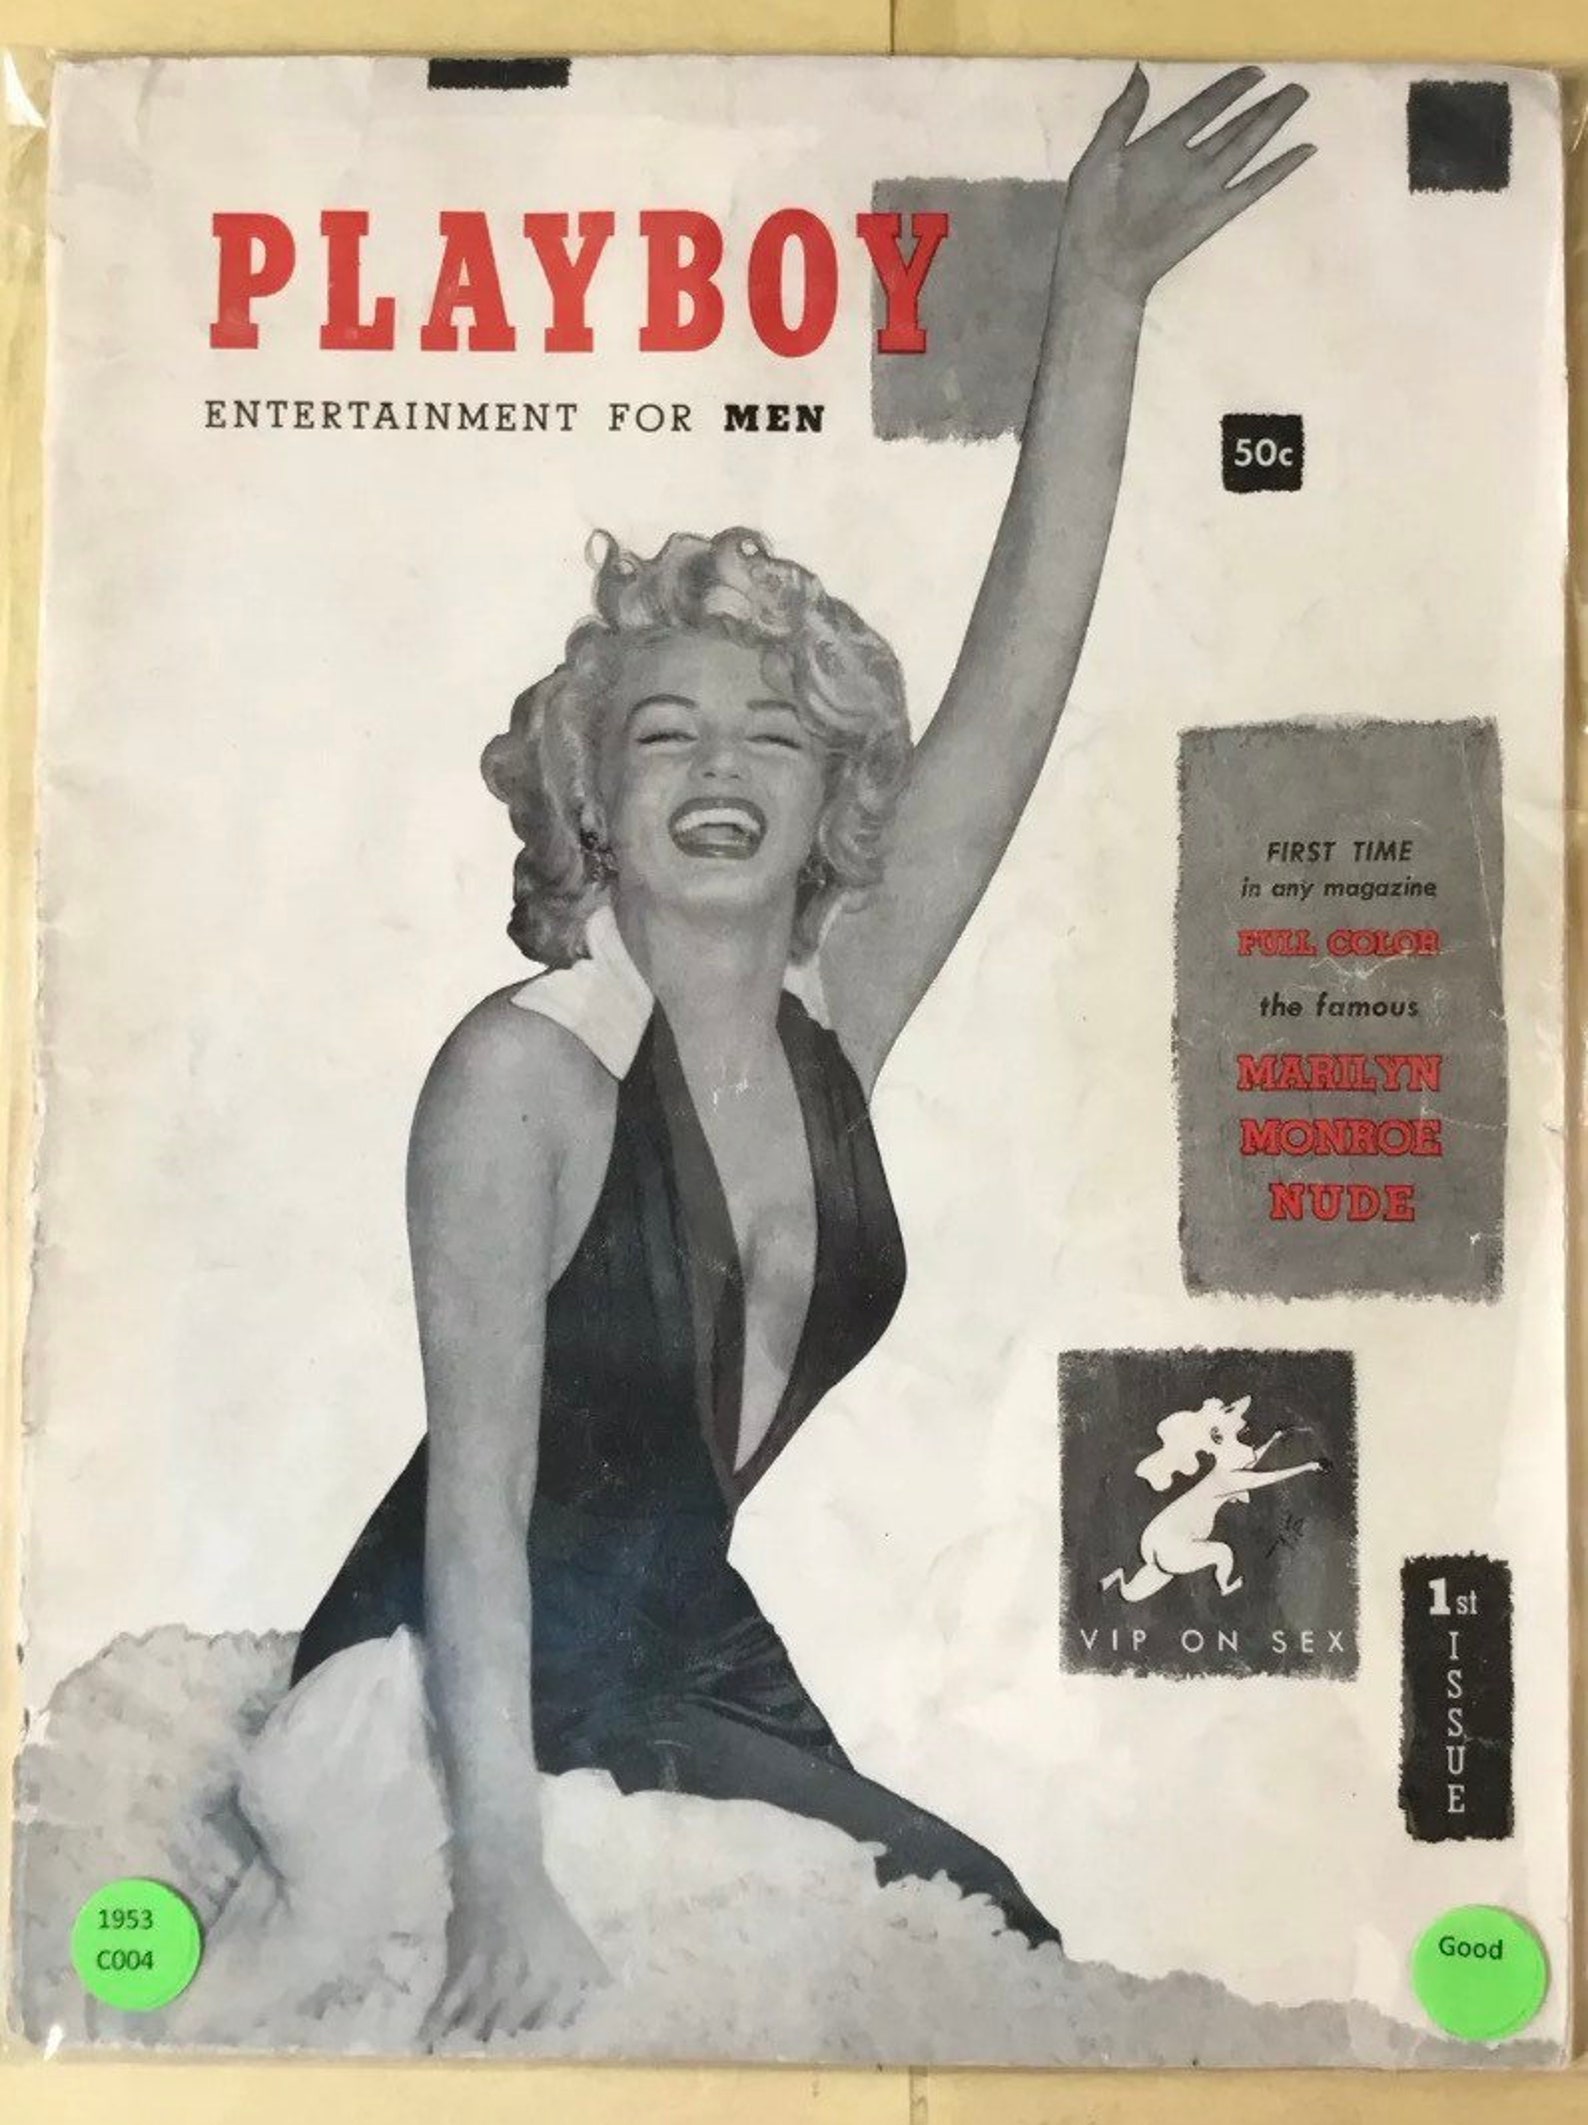 PLAYBOY
ENTERTAINMENT FOR MEN
50c
FIRST TIME
in any magazine
FULL COLOR
the famous
MARILYN
MONROE
NUDE
VIP ON SEX
1st
ISSUE
1953
C004
Good